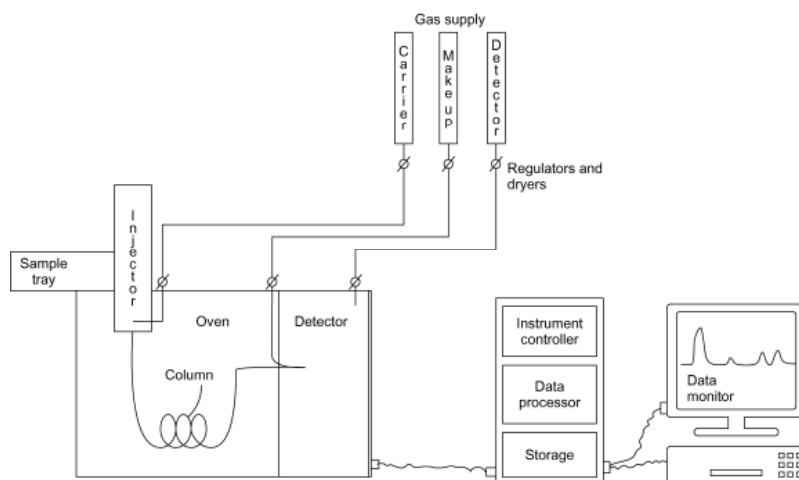 Gas supply
Carrier
Makeup
Detector
Regulators and
dryers
Injector
Sample
tray
Oven
Detector
Column
Instrument
controller
Data
processor
Storage
Data
monitor